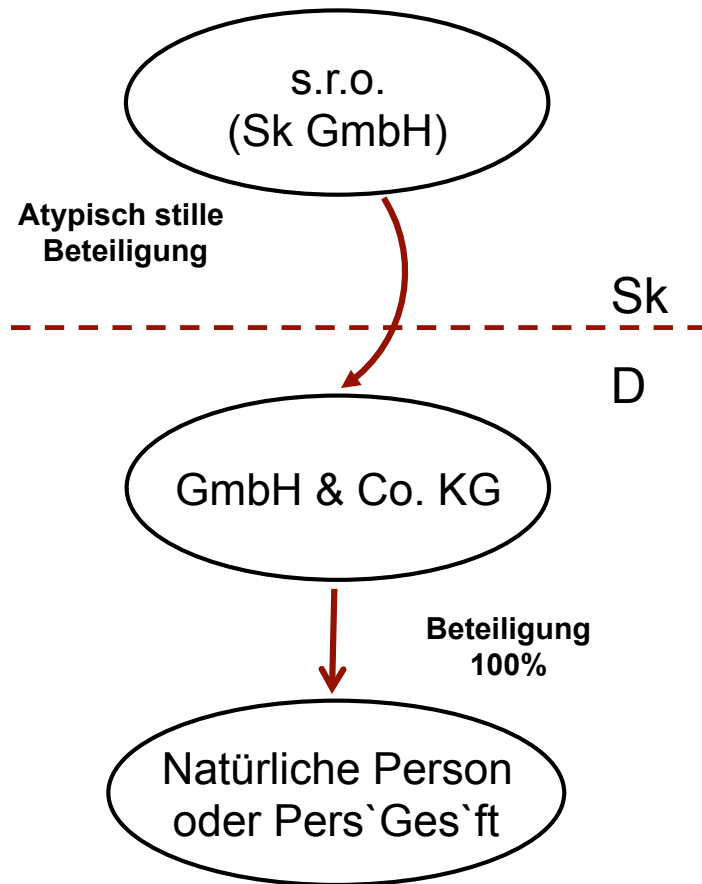 s.r.o.
(Sk GmbH)
Atypisch stille
Beteiligung
Sk
D
GmbH & Co. KG
Beteiligung
100%
Natürliche Person
oder Pers`Ges`ft